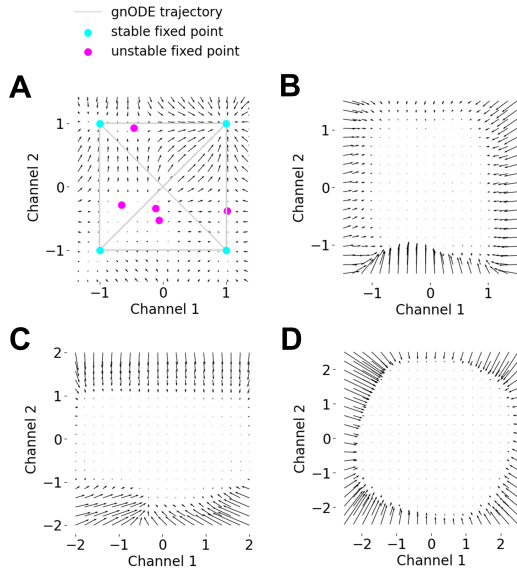 gnODE trajectory
stable fixed point
unstable fixed point
A
1
0
−1
Channel 2
−1 0 1
Channel 1
B
1
0
−1
Channel 2
−1 0 1
Channel 1
C
2
1
0
−1
−2
Channel 2
−2 −1 0 1 2
Channel 1
D
2
1
0
−1
−2
Channel 2
−2 −1 0 1 2
Channel 1